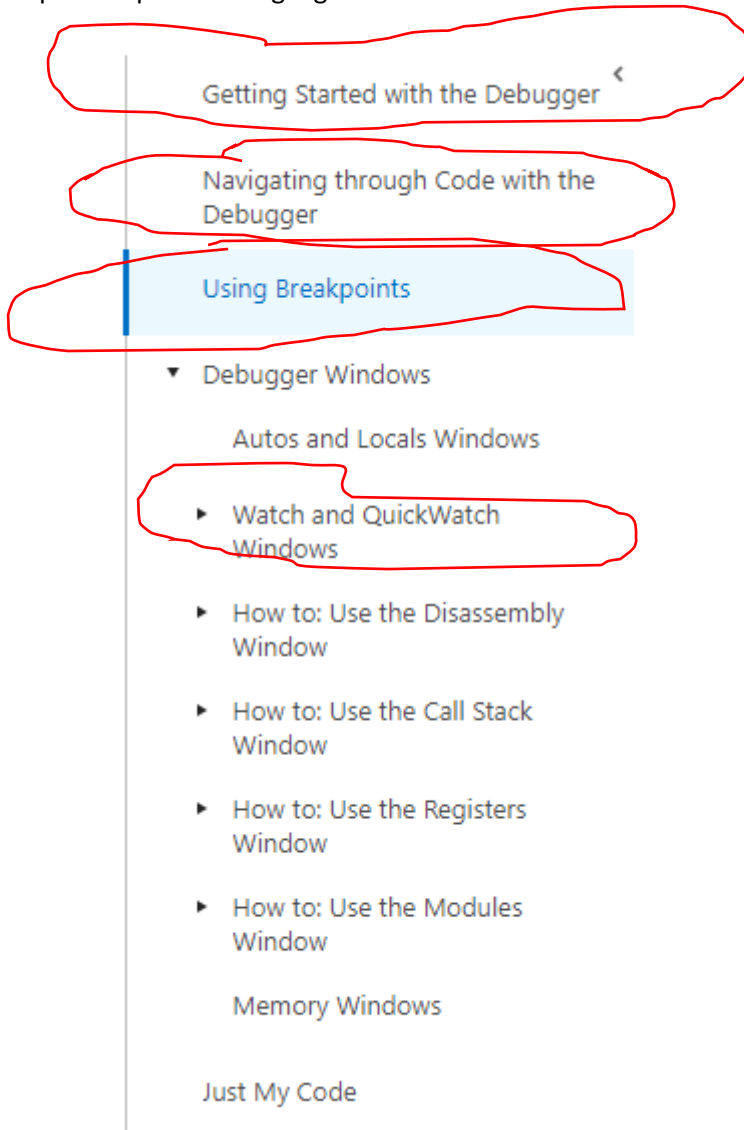 Getting Started with the Debugger
Navigating through Code with the
Debugger
Using Breakpoints
Debugger Windows
Autos and Locals Windows
Watch and QuickWatch
Windows
How to: Use the Disassembly
Window
How to: Use the Call Stack
Window
How to: Use the Registers
Window
How to: Use the Modules
Window
Memory Windows
Just My Code